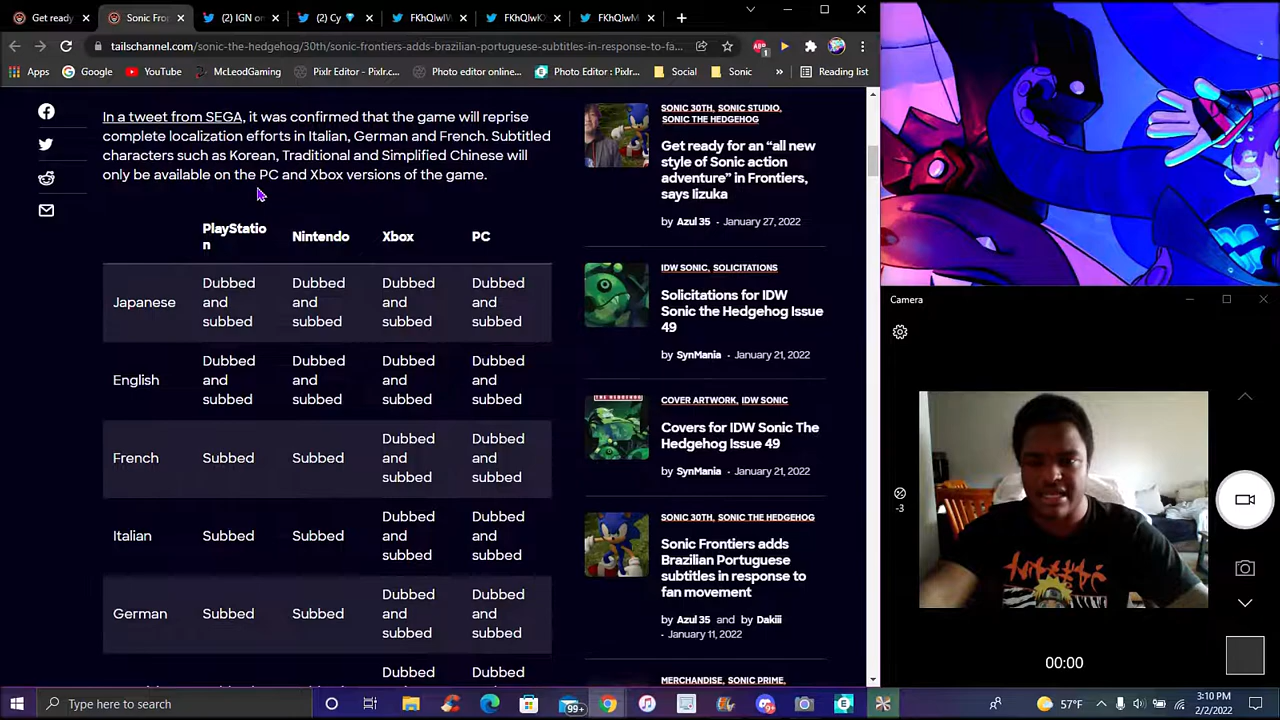 Get ready
Sonic Fron
(2) IGN on
(2) Cy
FKhQlwIW
FKhQlwK
FKhQlwM
tailschannel.com/sonic-the-hedgehog/30th/sonic-frontiers-adds-brazilian-portuguese-subtitles-in-response-to-fa...
Apps
Google
YouTube
McLeodGaming
Pixlr Editor - Pixlr.c...
Photo editor online...
Photo Editor : Pixlr...
Social
Sonic
»
Reading list
In a tweet from SEGA, it was confirmed that the game will reprise
complete localization efforts in Italian, German and French. Subtitled
characters such as Korean, Traditional and Simplified Chinese will
only be available on the PC and Xbox versions of the game.
PlayStatio
n
Nintendo
Xbox
PC
Japanese
Dubbed
and
subbed
Dubbed
and
subbed
Dubbed
and
subbed
Dubbed
and
subbed
English
Dubbed
and
subbed
Dubbed
and
subbed
Dubbed
and
subbed
Dubbed
and
subbed
French
Subbed
Subbed
Dubbed
and
subbed
Dubbed
and
subbed
Italian
Subbed
Subbed
Dubbed
and
subbed
Dubbed
and
subbed
German
Subbed
Subbed
Dubbed
and
subbed
Dubbed
and
subbed
Dubbed
Dubbed
SONIC 30TH, SONIC STUDIO,
SONIC THE HEDGEHOG
Get ready for an “all new
style of Sonic action
adventure” in Frontiers,
says Iizuka
by Azul 35 - January 27, 2022
IDW SONIC, SOLICITATIONS
Solicitations for IDW
Sonic the Hedgehog Issue
49
by SynMania - January 21, 2022
COVER ARTWORK, IDW SONIC
Covers for IDW Sonic The
Hedgehog Issue 49
by SynMania - January 21, 2022
SONIC 30TH, SONIC THE HEDGEHOG
Sonic Frontiers adds
Brazilian Portuguese
subtitles in response to
fan movement
by Azul 35 and by Dakiii
- January 11, 2022
MERCHANDISE, SONIC PRIME,
Camera
-3
00:00
Type here to search
99+
57°F
3:10 PM
2/2/2022